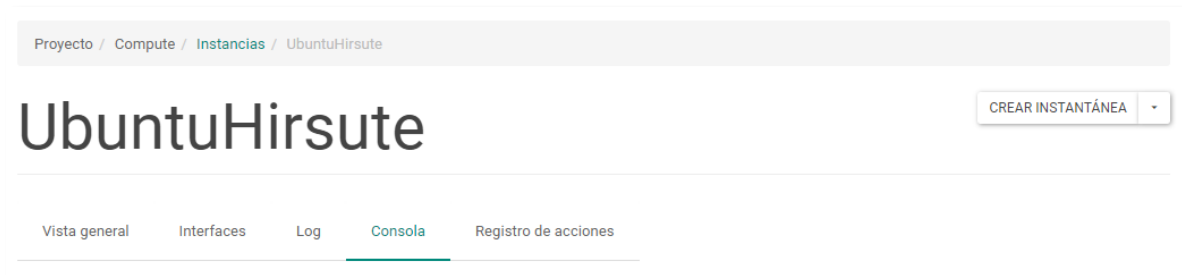 Proyecto / Compute / Instancias / UbuntuHirsute
UbuntuHirsute
CREAR INSTANTÁNEA
Vista general Interfaces Log Consola Registro de acciones